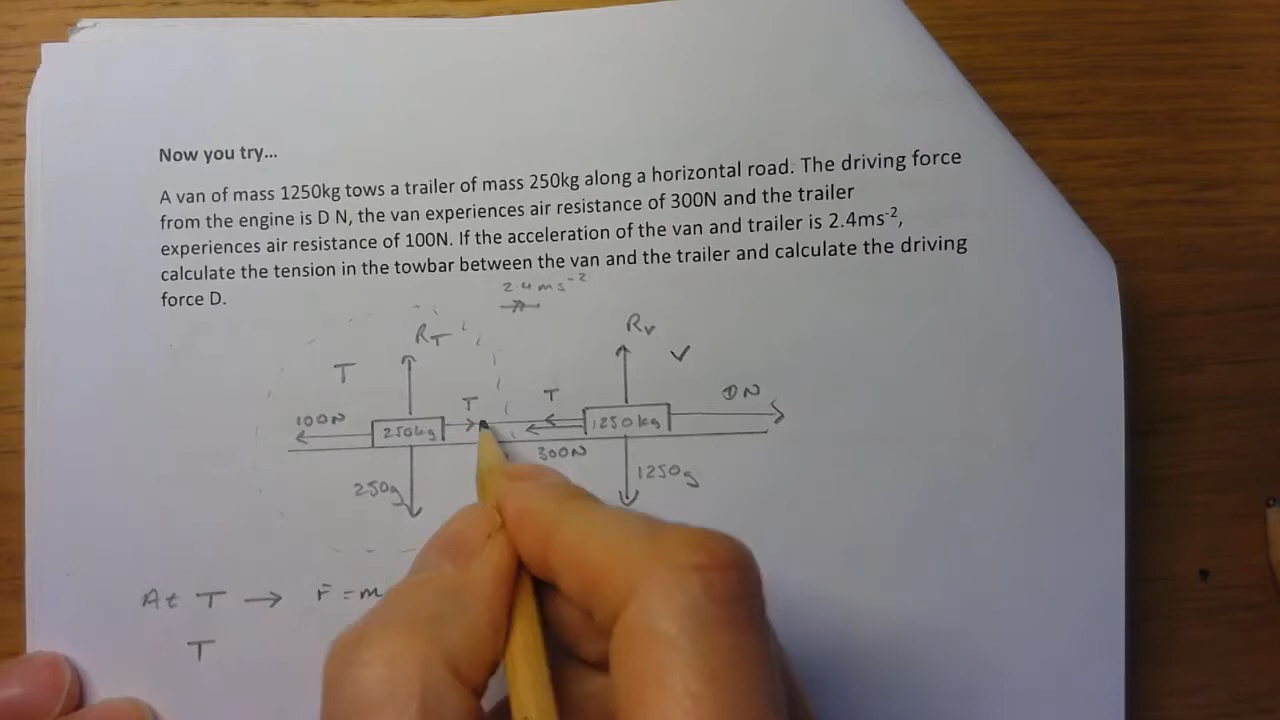 Now you try...
A van of mass 1250kg tows a trailer of mass 250kg along a horizontal road. The driving force
from the engine is D N, the van experiences air resistance of 300N and the trailer
experiences air resistance of 100N. If the acceleration of the van and trailer is 2.4ms⁻²,
calculate the tension in the towbar between the van and the trailer and calculate the driving
force D.
2.4ms⁻²
R_T R_V
T V
100N T T DN
250kg 1250kg
300N
250g 1250g
At T → F = m
T